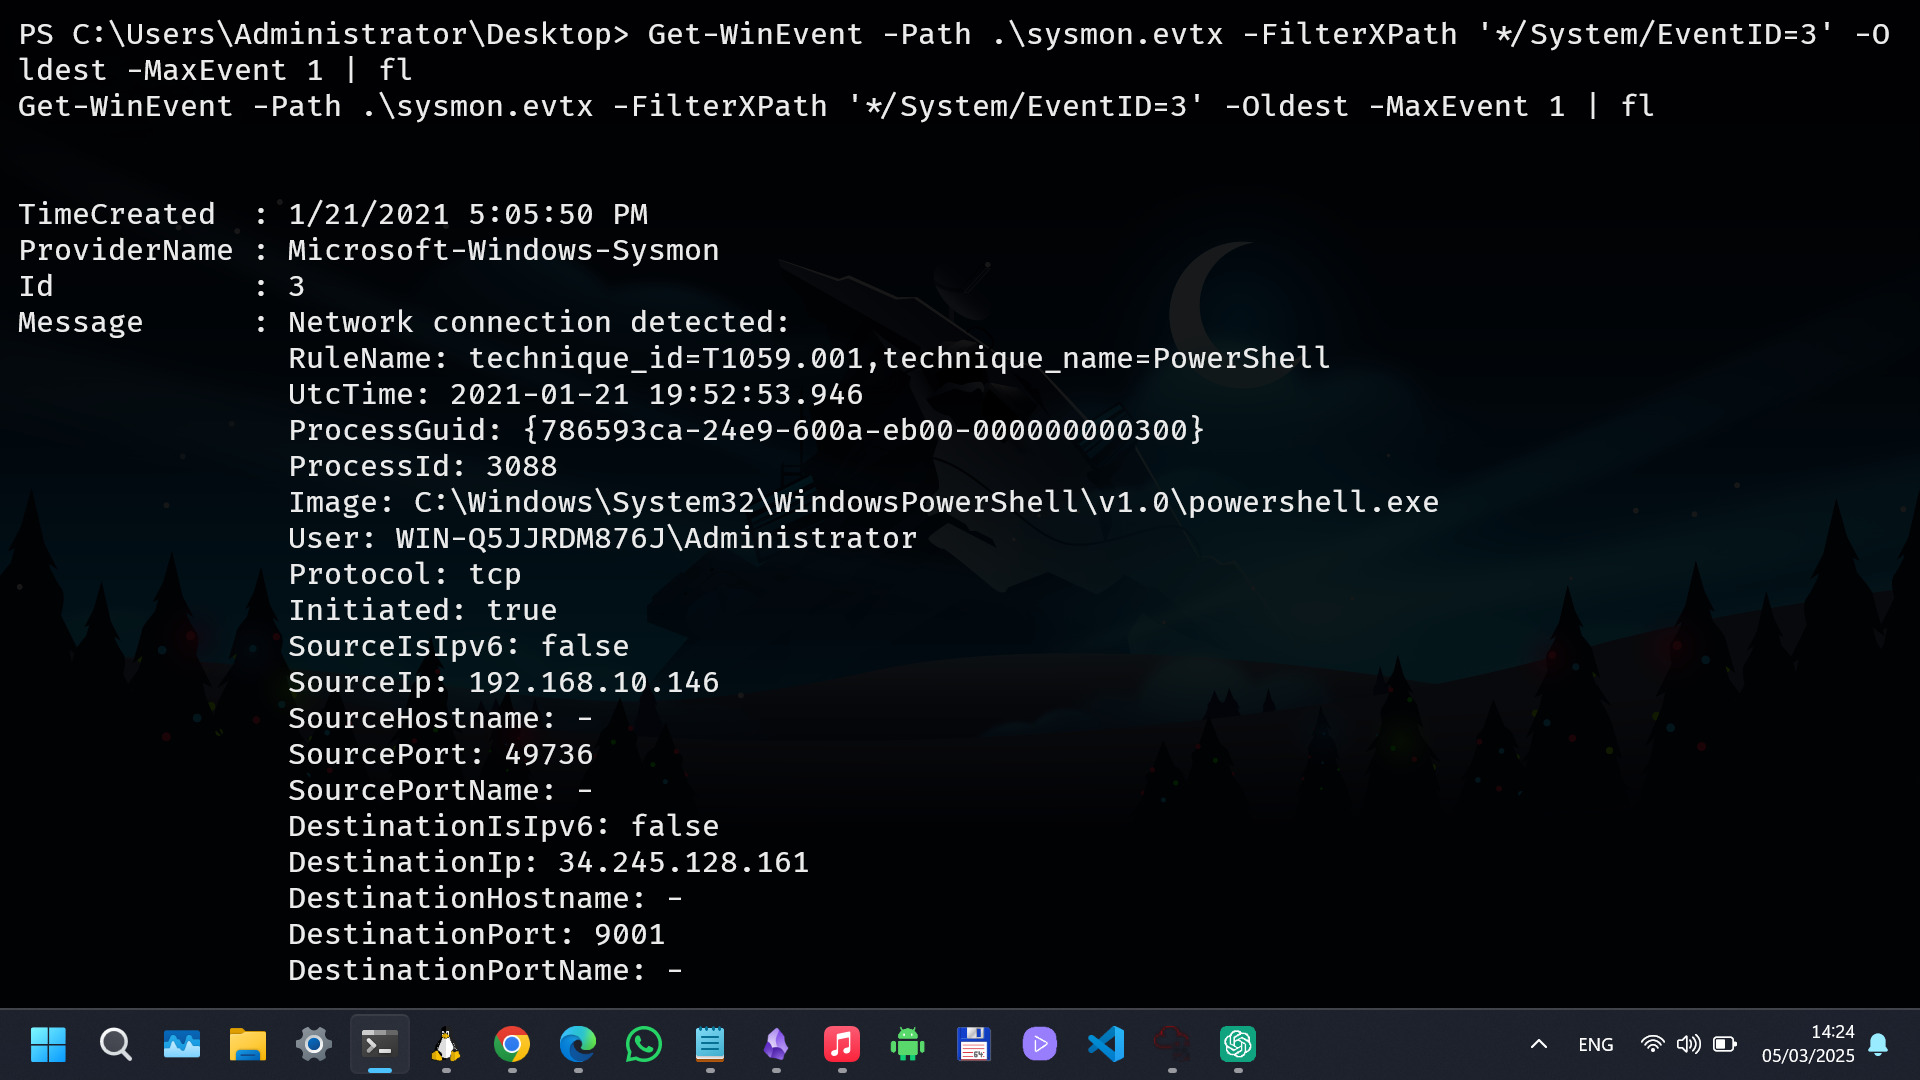 PS C:\Users\Administrator\Desktop> Get-WinEvent -Path .\sysmon.evtx -FilterXPath '*/System/EventID=3' -O
ldest -MaxEvent 1 | fl
Get-WinEvent -Path .\sysmon.evtx -FilterXPath '*/System/EventID=3' -Oldest -MaxEvent 1 | fl
TimeCreated  : 1/21/2021 5:05:50 PM
ProviderName : Microsoft-Windows-Sysmon
Id           : 3
Message      : Network connection detected:
RuleName: technique_id=T1059.001,technique_name=PowerShell
UtcTime: 2021-01-21 19:52:53.946
ProcessGuid: {786593ca-24e9-600a-eb00-000000000300}
ProcessId: 3088
Image: C:\Windows\System32\WindowsPowerShell\v1.0\powershell.exe
User: WIN-Q5JJRDM876J\Administrator
Protocol: tcp
Initiated: true
SourceIsIpv6: false
SourceIp: 192.168.10.146
SourceHostname: -
SourcePort: 49736
SourcePortName: -
DestinationIsIpv6: false
DestinationIp: 34.245.128.161
DestinationHostname: -
DestinationPort: 9001
DestinationPortName: -
64
ENG
14:24
05/03/2025